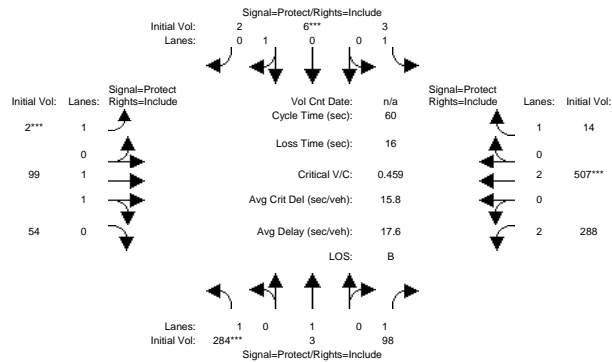 Signal=Protect/Rights=Include
Initial Vol: 2 6*** 3
Lanes: 0 1 0 0 1
Signal=Protect Signal=Protect
Initial Vol: Lanes: Rights=Include Vol Cnt Date: n/a Rights=Include Lanes: Initial Vol:
Cycle Time (sec): 60
2*** 1 1 14
Loss Time (sec): 16
0 0
99 1 Critical V/C: 0.459 2 507***
1 Avg Crit Del (sec/veh): 15.8 0
54 0 Avg Delay (sec/veh): 17.6 2 288
LOS: B
Lanes: 1 0 1 0 1
Initial Vol: 284*** 3 98
Signal=Protect/Rights=Include